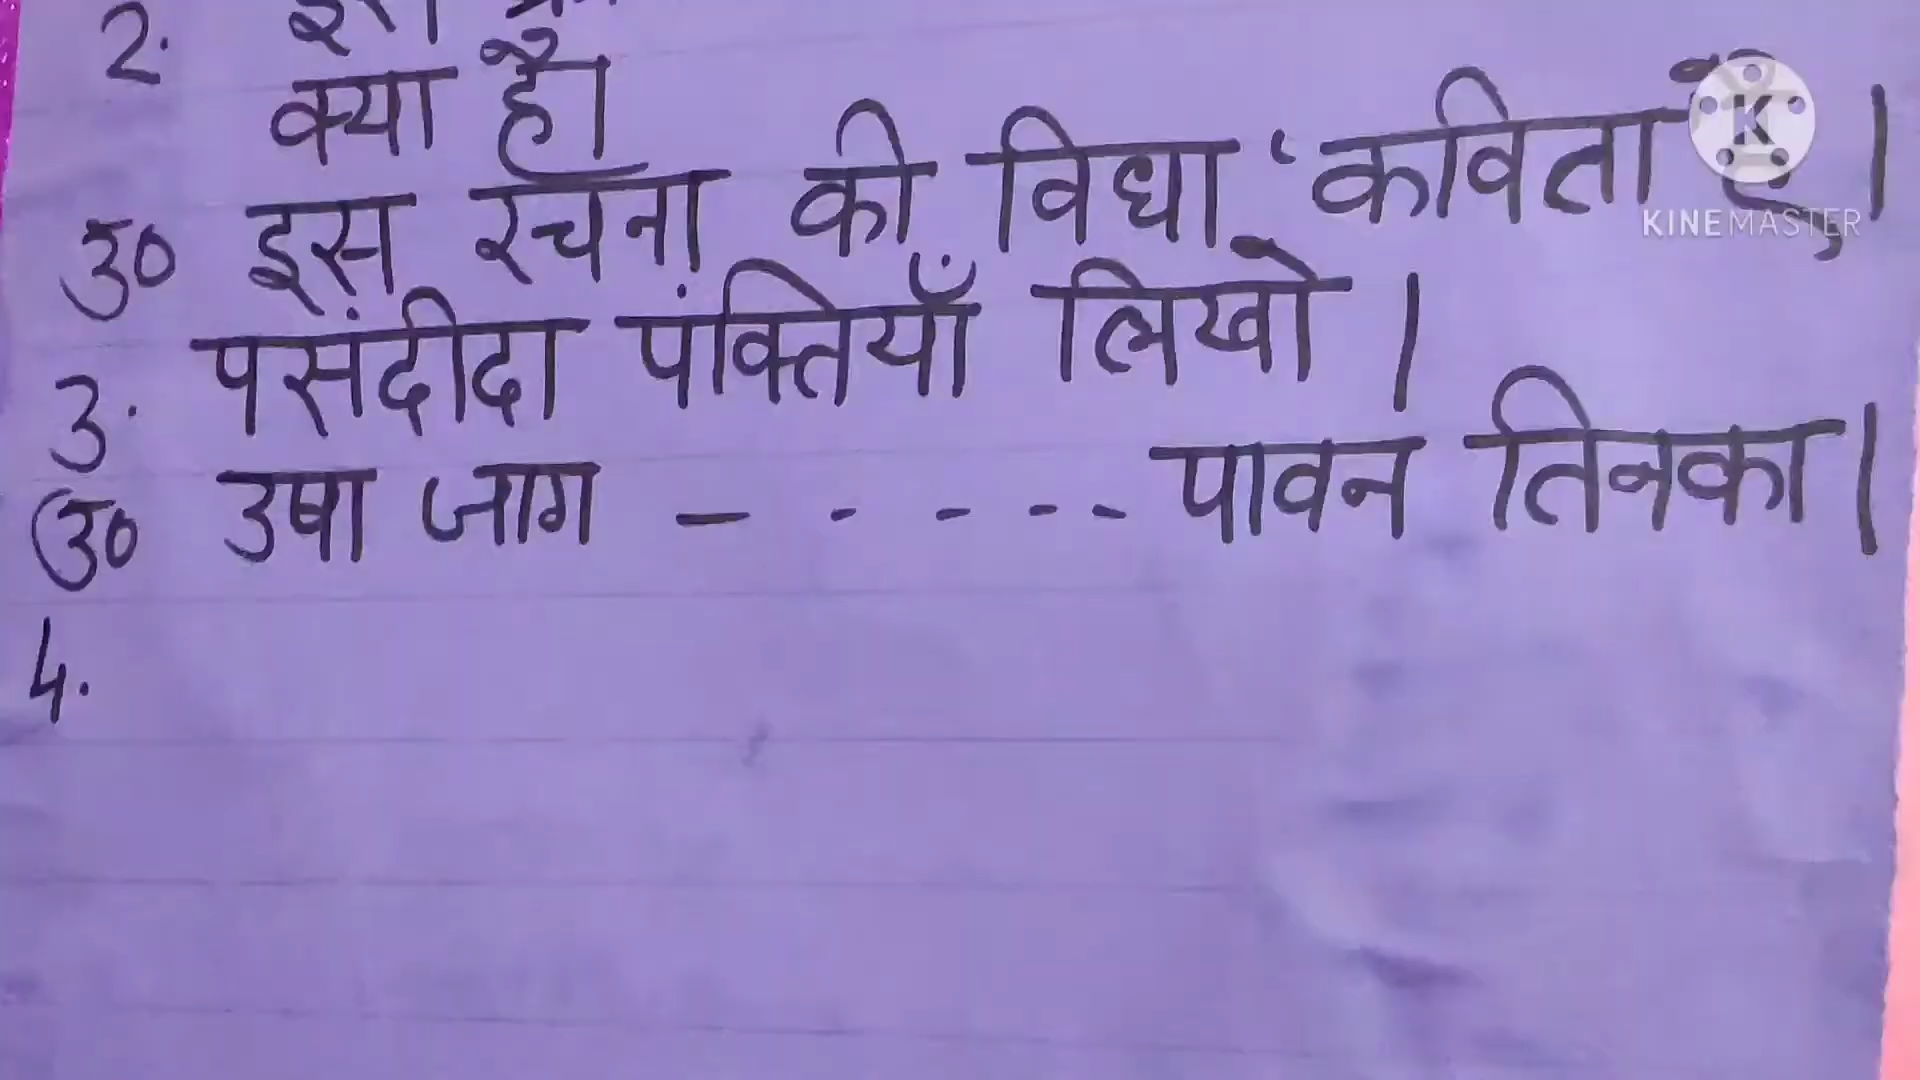 2.
क्या है।
उ० इस रचना की विधा 'कविता है।
3. पसंदीदा पंक्तियाँ लिखो।
उ० उषा जाग - - - - - पावन तिनका।
4.
K
KINEMASTER